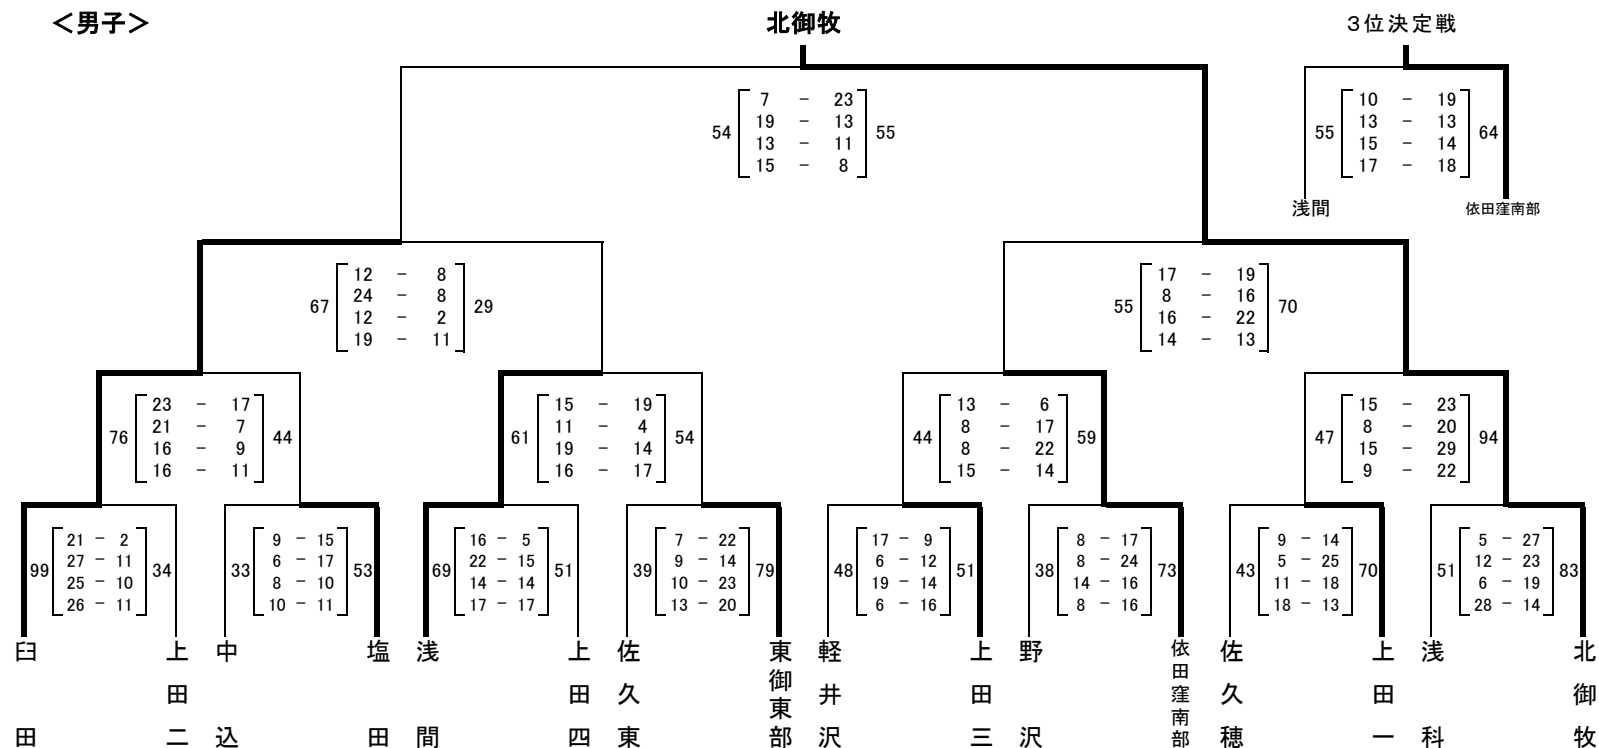 ＜男子＞
北御牧
３位決定戦
54
7 － 23
19 － 13
13 － 11
15 － 8
55
55
10 － 19
13 － 13
15 － 14
17 － 18
64
浅間
依田窪南部
67
12 － 8
24 － 8
12 － 2
19 － 11
29
55
17 － 19
8 － 16
16 － 22
14 － 13
70
76
23 － 17
21 － 7
16 － 9
16 － 11
44
61
15 － 19
11 － 4
19 － 14
16 － 17
54
44
13 － 6
8 － 17
8 － 22
15 － 14
59
47
15 － 23
8 － 20
15 － 29
9 － 22
94
99
21 － 2
27 － 11
25 － 10
26 － 11
34
33
9 － 15
6 － 17
8 － 10
10 － 11
53
69
16 － 5
22 － 15
14 － 14
17 － 17
51
39
7 － 22
9 － 14
10 － 23
13 － 20
79
48
17 － 9
6 － 12
19 － 14
6 － 16
51
38
8 － 17
8 － 24
14 － 16
8 － 16
73
43
9 － 14
5 － 25
11 － 18
18 － 13
70
51
5 － 27
12 － 23
6 － 19
28 － 14
83
臼田
上田二
中込
塩田
浅間
上田四
佐久東
東御東部
軽井沢
上田三
野沢
依田窪南部
佐久穂
上田一
浅科
北御牧